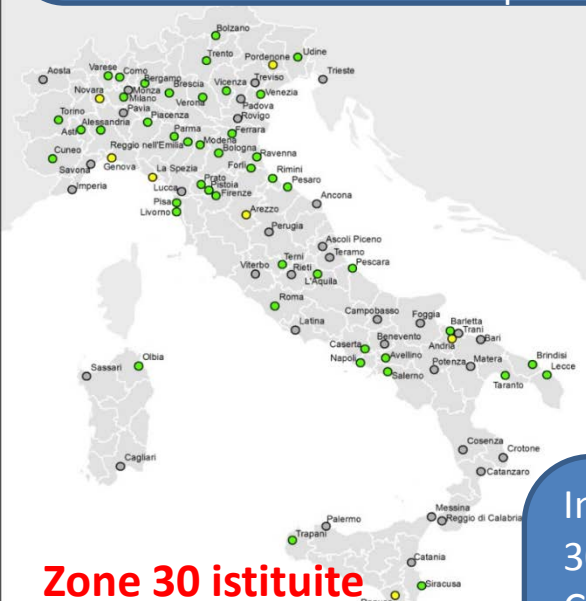 Bolzano
Trento
Pordenone
Udine
Aosta
Varese
Como
Bergamo
Brescia
Vicenza
Treviso
Trieste
Novara
Monza
Milano
Verona
Venezia
Padova
Rovigo
Torino
Pavia
Piacenza
Asti
Alessandria
Parma
Ferrara
Cuneo
Reggio nell'Emilia
Modena
Bologna
Ravenna
Savona
Genova
La Spezia
Forlì
Rimini
Imperia
Lucca
Prato
Pistoia
Firenze
Pesaro
Pisa
Livorno
Ancona
Arezzo
Perugia
Ascoli Piceno
Teramo
Terni
Rieti
Pescara
Viterbo
L'Aquila
Roma
Latina
Campobasso
Foggia
Barletta
Trani
Bari
Andria
Caserta
Benevento
Avellino
Napoli
Salerno
Potenza
Matera
Brindisi
Lecce
Taranto
Olbia
Sassari
Cagliari
Cosenza
Crotone
Catanzaro
Messina
Reggio di Calabria
Palermo
Trapani
Catania
Siracusa
Zone 30 istituite
In
3